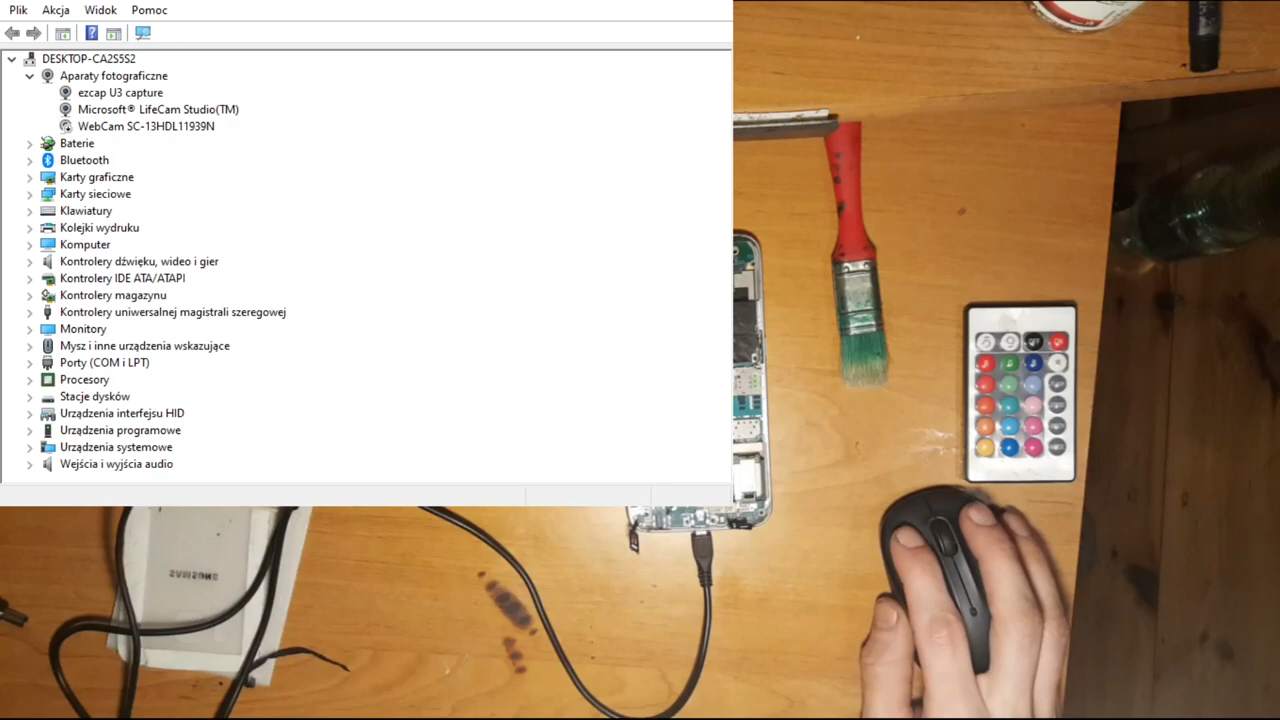 Plik Akcja Widok Pomoc
DESKTOP-CA2S5S2
Aparaty fotograficzne
ezcap U3 capture
Microsoft® LifeCam Studio(TM)
WebCam SC-13HDL11939N
Baterie
Bluetooth
Karty graficzne
Karty sieciowe
Klawiatury
Kolejki wydruku
Komputer
Kontrolery dźwięku, wideo i gier
Kontrolery IDE ATA/ATAPI
Kontrolery magazynu
Kontrolery uniwersalnej magistrali szeregowej
Monitory
Mysz i inne urządzenia wskazujące
Porty (COM i LPT)
Procesory
Stacje dysków
Urządzenia interfejsu HID
Urządzenia programowe
Urządzenia systemowe
Wejścia i wyjścia audio
SAMSUNG
OFF